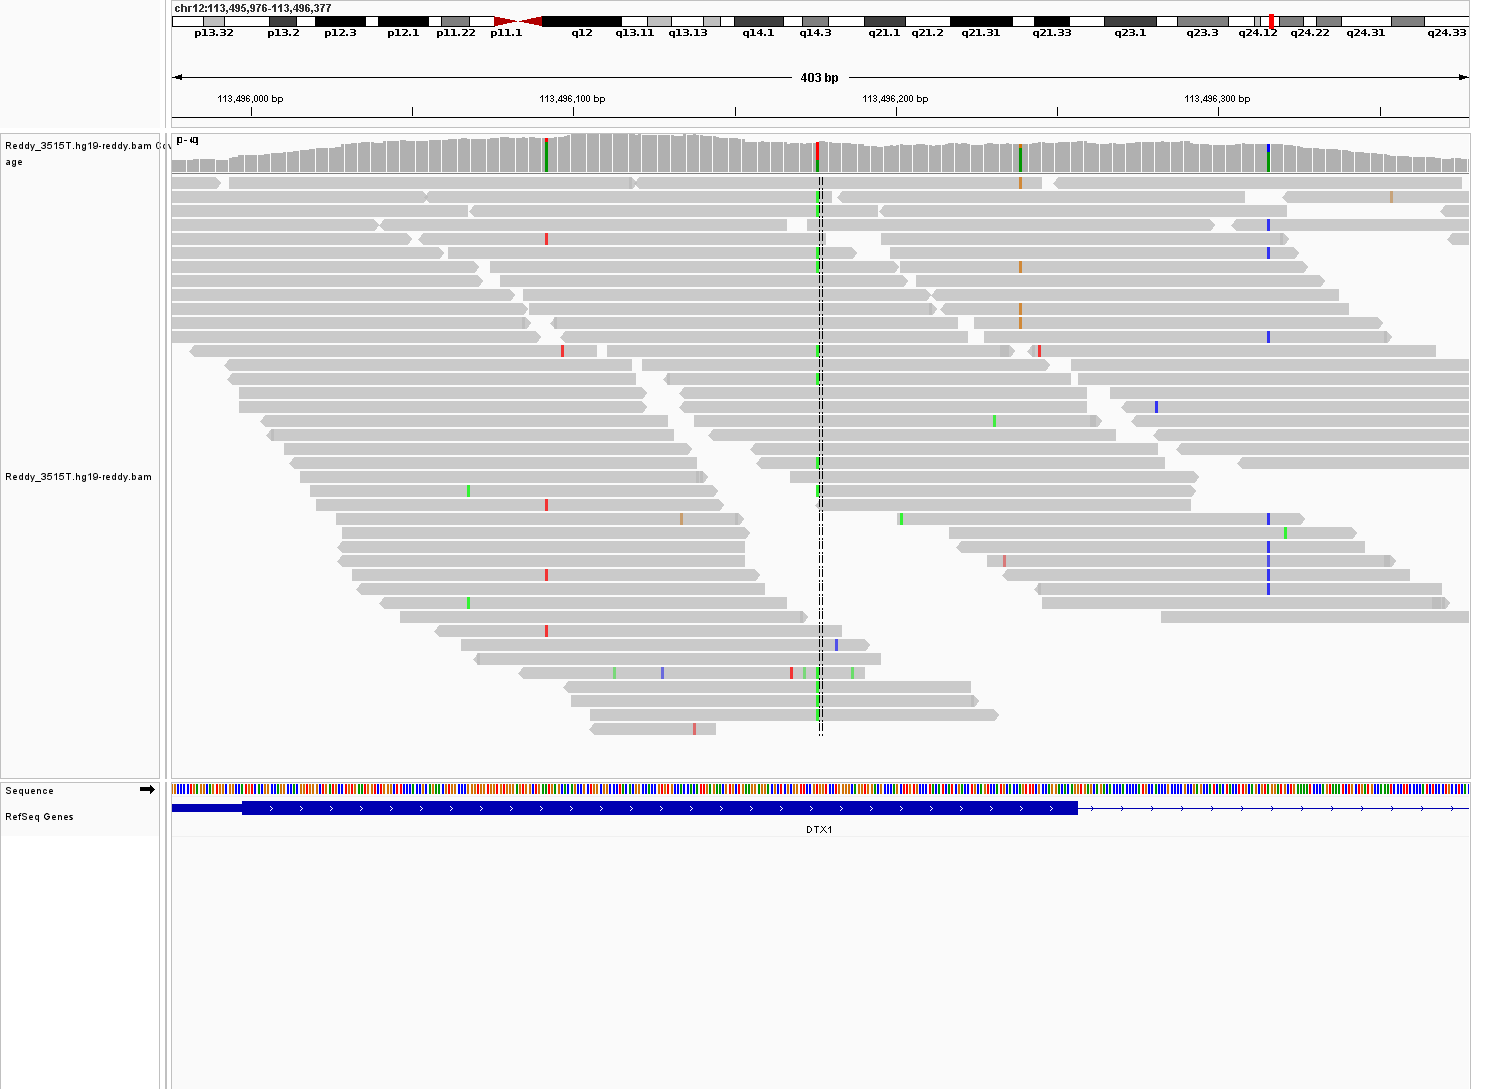 chr12:113,495,976-113,496,377
p13.32 p13.2 p12.3 p12.1 p11.22 p11.1 q12 q13.11 q13.13 q14.1 q14.3 q21.1 q21.2 q21.31 q21.33 q23.1 q23.3 q24.12 q24.22 q24.31 q24.33
403 bp
113,496,000 bp 113,496,100 bp 113,496,200 bp 113,496,300 bp
Reddy_3515T.hg19-reddy.bam Cov
age
Reddy_3515T.hg19-reddy.bam
Sequence
RefSeq Genes
DTX1